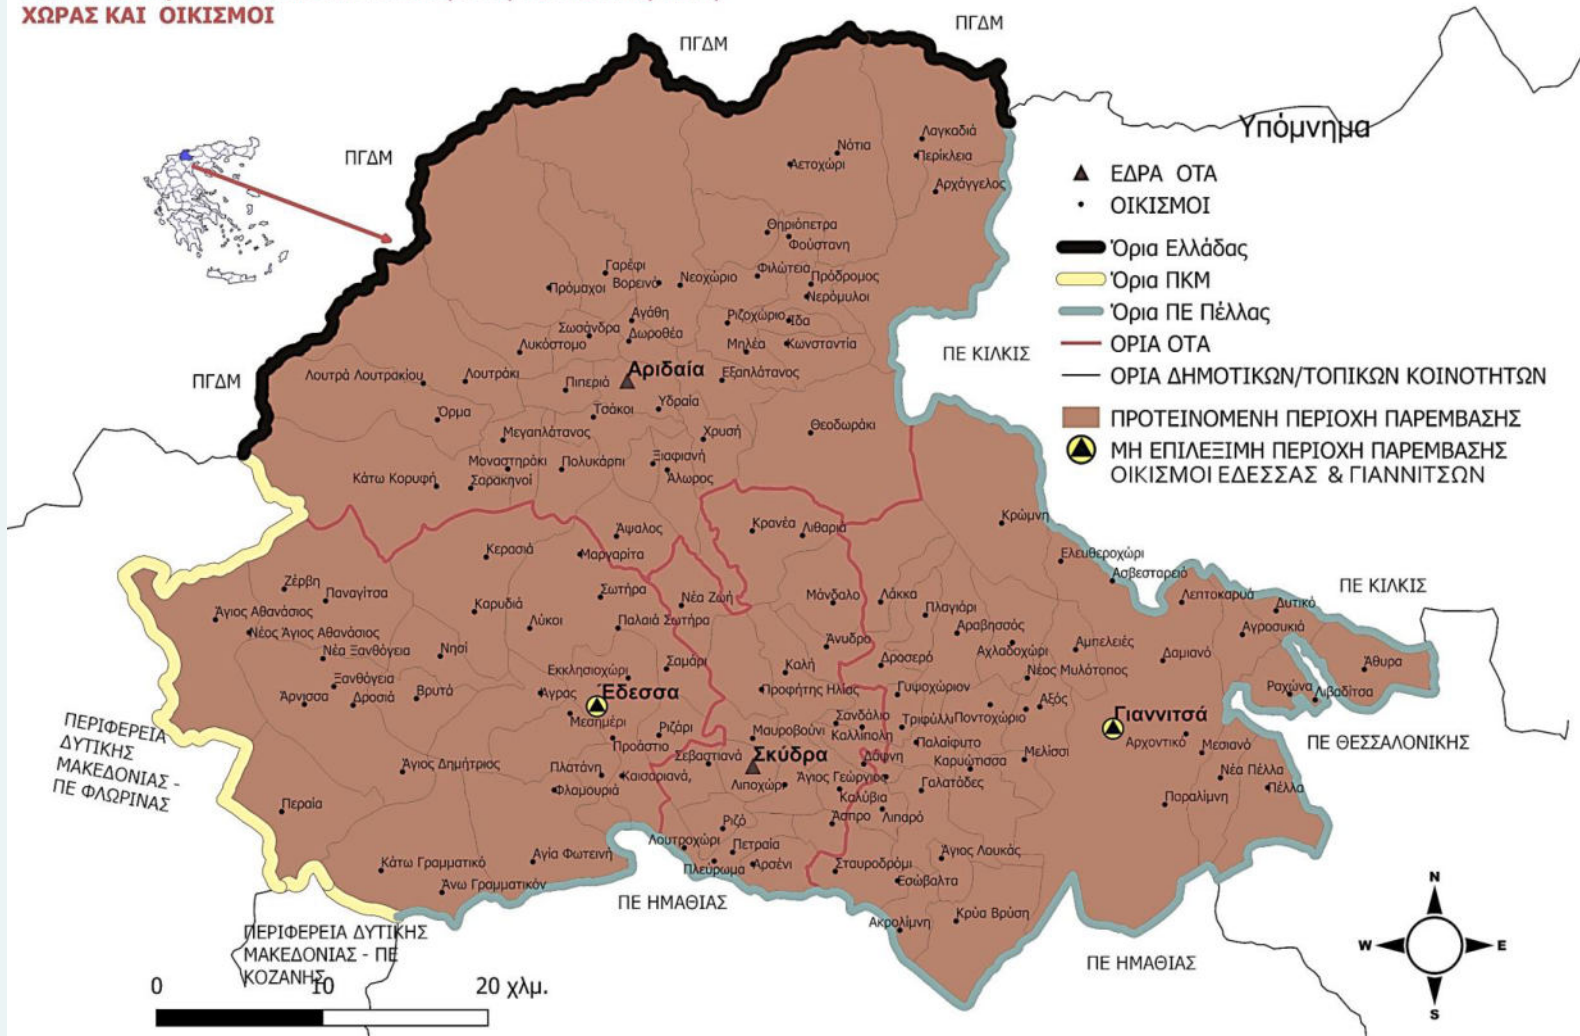 ΧΩΡΑΣ ΚΑΙ ΟΙΚΙΣΜΟΙ
ΠΓΔΜ
ΠΓΔΜ
ΠΓΔΜ
ΠΓΔΜ
Υπόμνημα
ΕΔΡΑ ΟΤΑ
ΟΙΚΙΣΜΟΙ
Όρια Ελλάδας
Όρια ΠΚΜ
Όρια ΠΕ Πέλλας
ΟΡΙΑ ΟΤΑ
ΟΡΙΑ ΔΗΜΟΤΙΚΩΝ/ΤΟΠΙΚΩΝ ΚΟΙΝΟΤΗΤΩΝ
ΠΡΟΤΕΙΝΟΜΕΝΗ ΠΕΡΙΟΧΗ ΠΑΡΕΜΒΑΣΗΣ
ΜΗ ΕΠΙΛΕΞΙΜΗ ΠΕΡΙΟΧΗ ΠΑΡΕΜΒΑΣΗΣ
ΟΙΚΙΣΜΟΙ ΕΔΕΣΣΑΣ & ΓΙΑΝΝΙΤΣΩΝ
Λαγκαδιά
Νότια
Περίκλεια
Αετοχώρι
Αρχάγγελος
Θηριόπετρα
Φούστανη
Γαρέφι
Φιλώτεια
Βορεινό
Νεοχώριο
Πρόδρομος
Πρόμαχοι
Νερόμυλοι
Αγάθη
Ριζοχώριο
Ίδα
Σωσάνδρα
Δωροθέα
Λυκόστομο
Μηλέα
Κωνσταντία
ΠΕ ΚΙΛΚΙΣ
Αριδαία
Λουτρά Λουτρακίου
Λουτράκι
Πιπεριά
Εξαπλάτανος
Όρμα
Τσάκοι
Υδραία
Μεγαπλάτανος
Χρυσή
Θεοδωράκι
Μοναστηράκι
Πολυκάρπι
Ξιαφιανή
Κάτω Κορυφή
Σαρακηνοί
Άλωρος
Άψαλος
Κρανέα
Λιθαριά
Κρώμνη
Κερασιά
Μαργαρίτα
Ελευθεροχώρι
Ασβεσταρειό
ΠΕ ΚΙΛΚΙΣ
Ζέρβη
Παναγίτσα
Σωτήρα
Νέα Ζωή
Μάνδαλο
Λάκκα
Λεπτοκαρυά
Δυτικό
Άγιος Αθανάσιος
Καρυδιά
Λύκοι
Παλαιά Σωτήρα
Πλαγιάρι
Αραβησσός
Αγροσυκιά
Νέος Άγιος Αθανάσιος
Νέα Ξανθόγεια
Νησί
Άνυδρο
Αχλαδοχώρι
Αμπελειές
Δαμιανό
Εκκλησιοχώρι
Σαμάρι
Καλή
Δροσερό
Νέος Μυλότοπος
Άθυρα
Ξανθόγεια
Άγρας
Έδεσσα
Προφήτης Ηλίας
Γυψοχώριον
Αξός
Ραχώνα
Λιβαδίτσα
Άρνισσα
Δροσιά
Βρυτά
Μεσημέρι
Ριζάρι
Σανδάλιο
Τριφύλλι
Ποντοχώριο
Γιαννιτσά
Προάστιο
Μαυροβούνι
Καλλίπολη
Παλαίφυτο
Αρχοντικό
Μεσιανό
ΠΕ ΘΕΣΣΑΛΟΝΙΚΗΣ
ΠΕΡΙΦΕΡΕΙΑ
ΔΥΤΙΚΗΣ
ΜΑΚΕΔΟΝΙΑΣ -
ΠΕ ΦΛΩΡΙΝΑΣ
Άγιος Δημήτριος
Πλατάνη
Καισαριανά,
Σεβαστιανά
Σκύδρα
Δάφνη
Καρυώτισσα
Μελίσσι
Νέα Πέλλα
Φλαμουριά
Λιποχώρι
Άγιος Γεώργιος
Γαλατάδες
Πέλλα
Περαία
Καλύβια
Παραλίμνη
Ριζό
Άσπρο
Λιπαρό
Λουτροχώρι
Πετραία
Άγιος Λουκάς
Κάτω Γραμματικό
Αγία Φωτεινή
Πλεύρωμα
Αρσένι
Σταυροδρόμι
Άνω Γραμματικόν
Εσώβαλτα
ΠΕ ΗΜΑΘΙΑΣ
Ακρολίμνη
Κρύα Βρύση
ΠΕ ΗΜΑΘΙΑΣ
ΠΕΡΙΦΕΡΕΙΑ ΔΥΤΙΚΗΣ
ΜΑΚΕΔΟΝΙΑΣ - ΠΕ
ΚΟΖΑΝΗΣ
N
W E
S
0 10 20 χλμ.